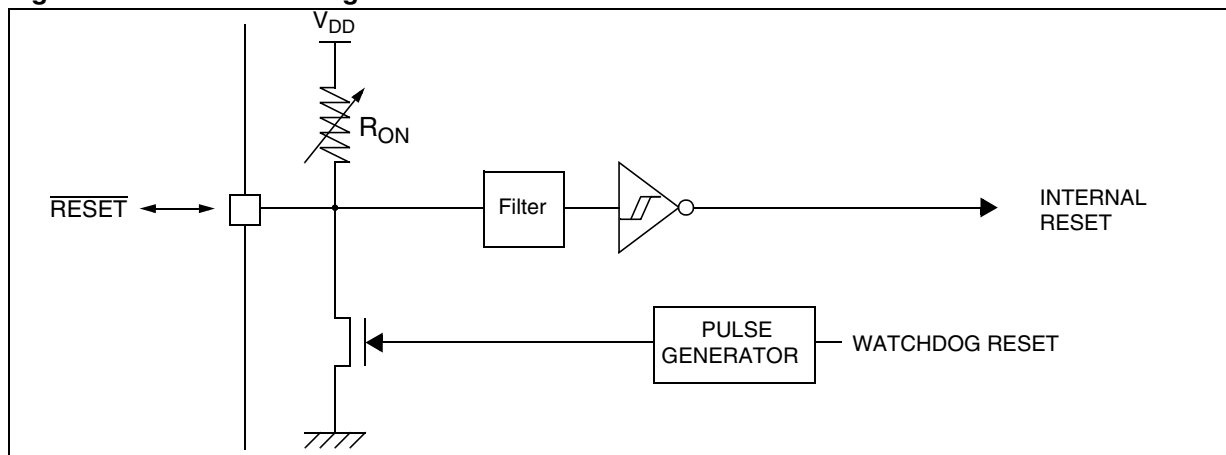 VDD
RON
RESET
Filter
INTERNAL
RESET
PULSE
GENERATOR
WATCHDOG RESET